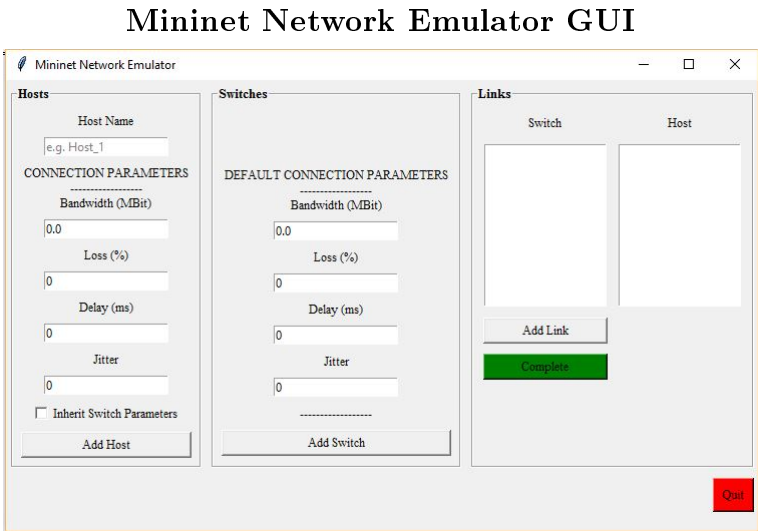 Mininet Network Emulator GUI
Mininet Network Emulator
Hosts
Host Name
e.g. Host_1
CONNECTION PARAMETERS
------------------
Bandwidth (MBit)
0.0
Loss (%)
0
Delay (ms)
0
Jitter
0
Inherit Switch Parameters
Add Host
Switches
DEFAULT CONNECTION PARAMETERS
------------------
Bandwidth (MBit)
0.0
Loss (%)
0
Delay (ms)
0
Jitter
0
------------------
Add Switch
Links
Switch
Host
Add Link
Complete
Quit